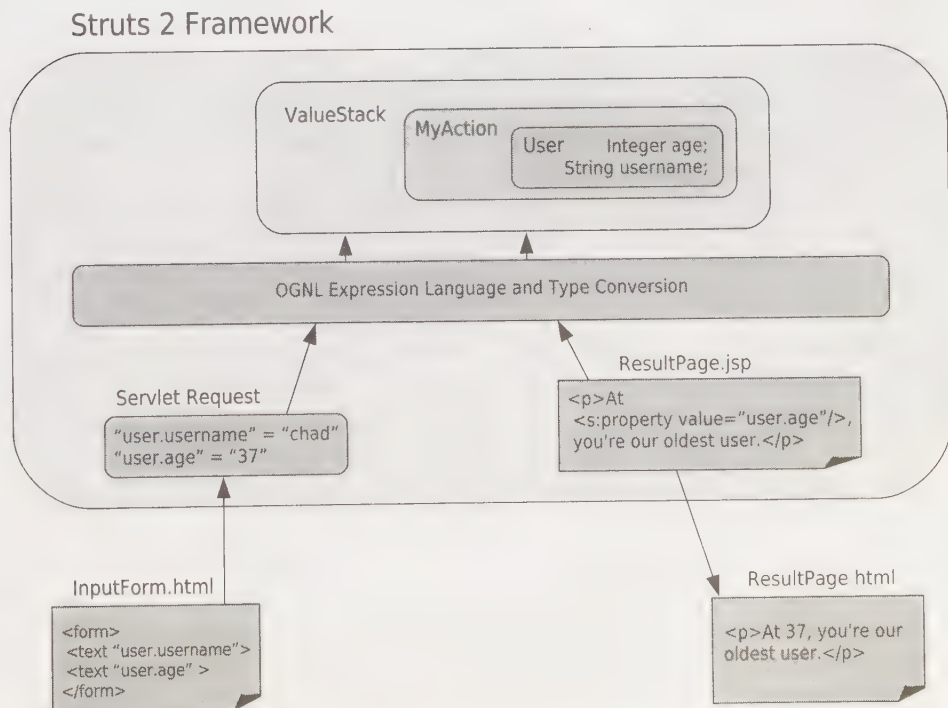 Struts 2 Framework
ValueStack
MyAction
User Integer age;
String username;
OGNL Expression Language and Type Conversion
Servlet Request
“user.username” = “chad”
“user.age” = “37”
ResultPage.jsp
<p>At
<s:property value=“user.age”/>,
you're our oldest user.</p>
InputForm.html
<form>
<text “user.username”>
<text “user.age” >
</form>
ResultPage html
<p>At 37, you're our
oldest user.</p>